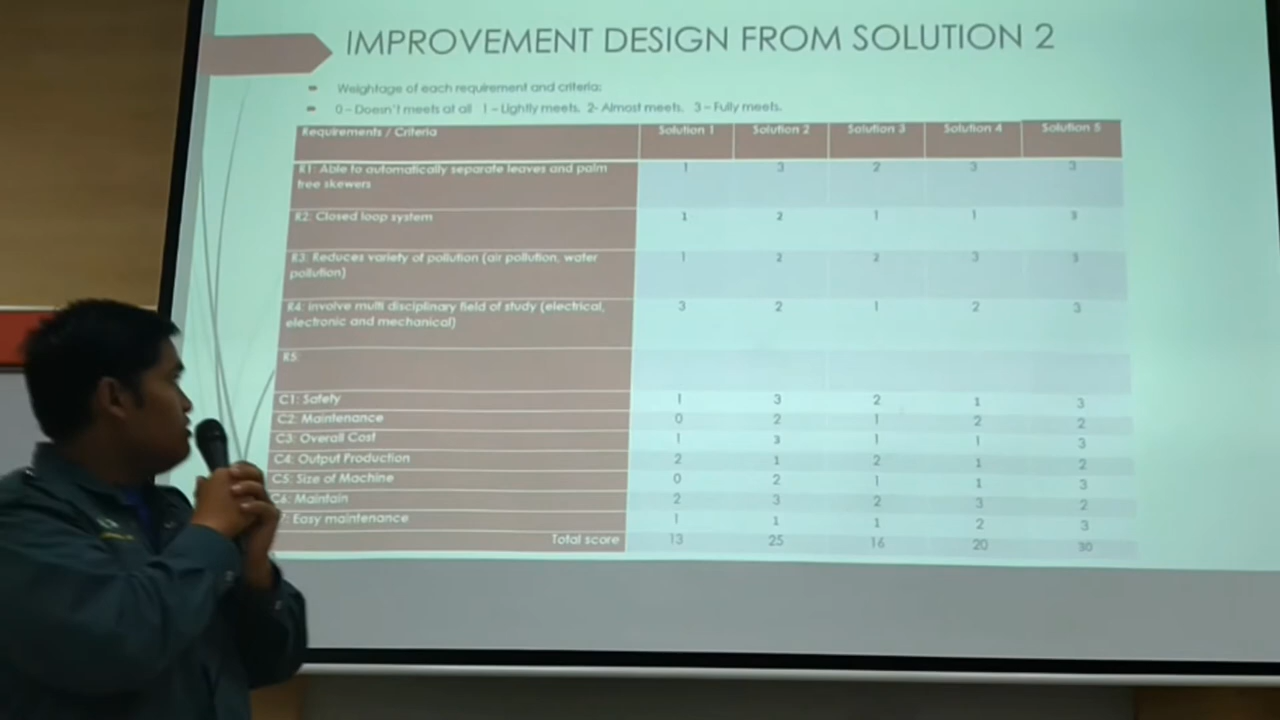 IMPROVEMENT DESIGN FROM SOLUTION 2
Weightage of each requirement and criteria:
0 – Doesn't meets at all 1 – Lightly meets, 2- Almost meets, 3 – Fully meets.
Requirements / Criteria Solution 1 Solution 2 Solution 3 Solution 4 Solution 5
R1: Able to automatically separate leaves and palm 1 3 2 3 3
tree skewers
R2: Closed loop system 1 2 1 1 3
R3: Reduces variety of pollution (air pollution, water 1 2 2 3 3
pollution)
R4: Involve multi disciplinary field of study (electrical, 3 2 1 2 3
electronic and mechanical)
R5:
C1: Safety 1 3 2 1 3
C2: Maintenance 0 2 1 2 2
C3: Overall Cost 1 3 1 1 3
C4: Output Production 2 1 2 1 2
C5: Size of Machine 0 2 1 1 3
C6: Maintain 2 3 2 3 2
7: Easy maintenance 1 1 1 2 3
Total score 13 25 16 20 30